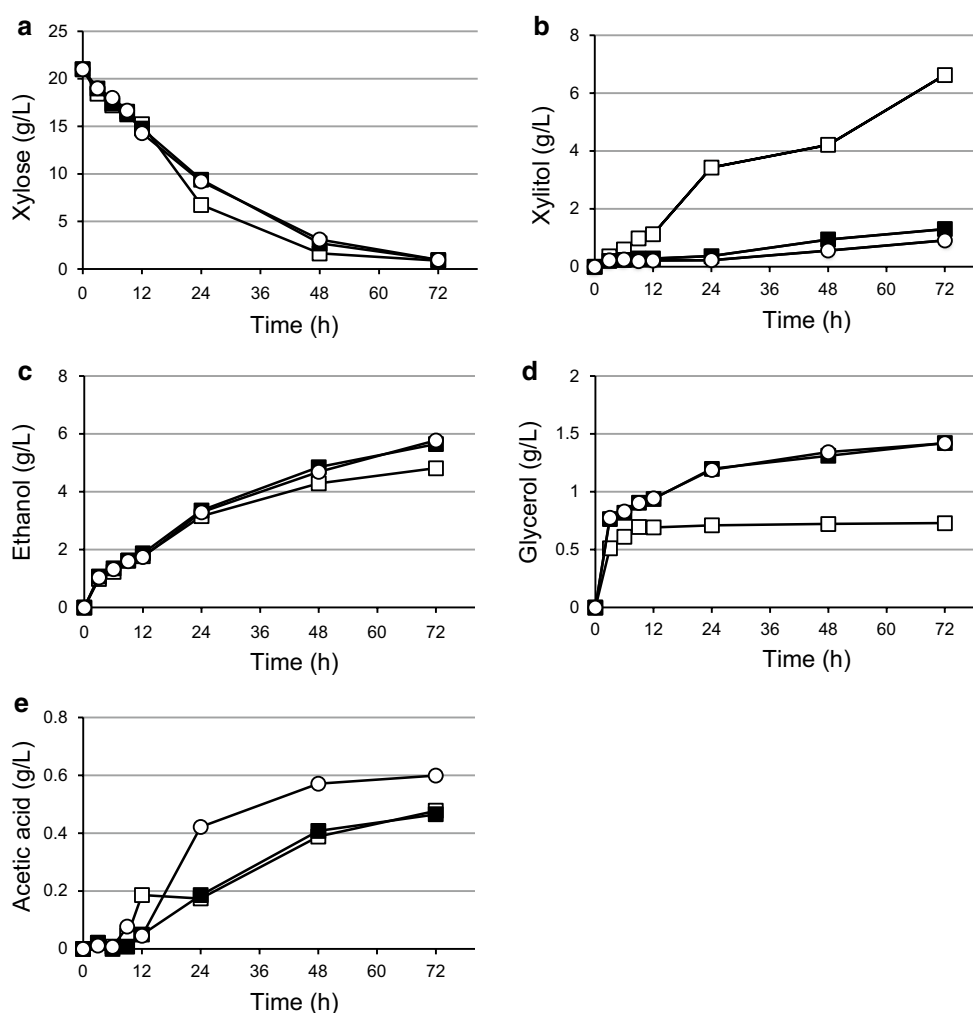 a
Xylose (g/L)
25
20
15
10
5
0
0 12 24 36 48 60 72
Time (h)
b
Xylitol (g/L)
8
6
4
2
0
0 12 24 36 48 60 72
Time (h)
c
Ethanol (g/L)
8
6
4
2
0
0 12 24 36 48 60 72
Time (h)
d
Glycerol (g/L)
2
1.5
1
0.5
0
0 12 24 36 48 60 72
Time (h)
e
Acetic acid (g/L)
0.8
0.6
0.4
0.2
0
0 12 24 36 48 60 72
Time (h)